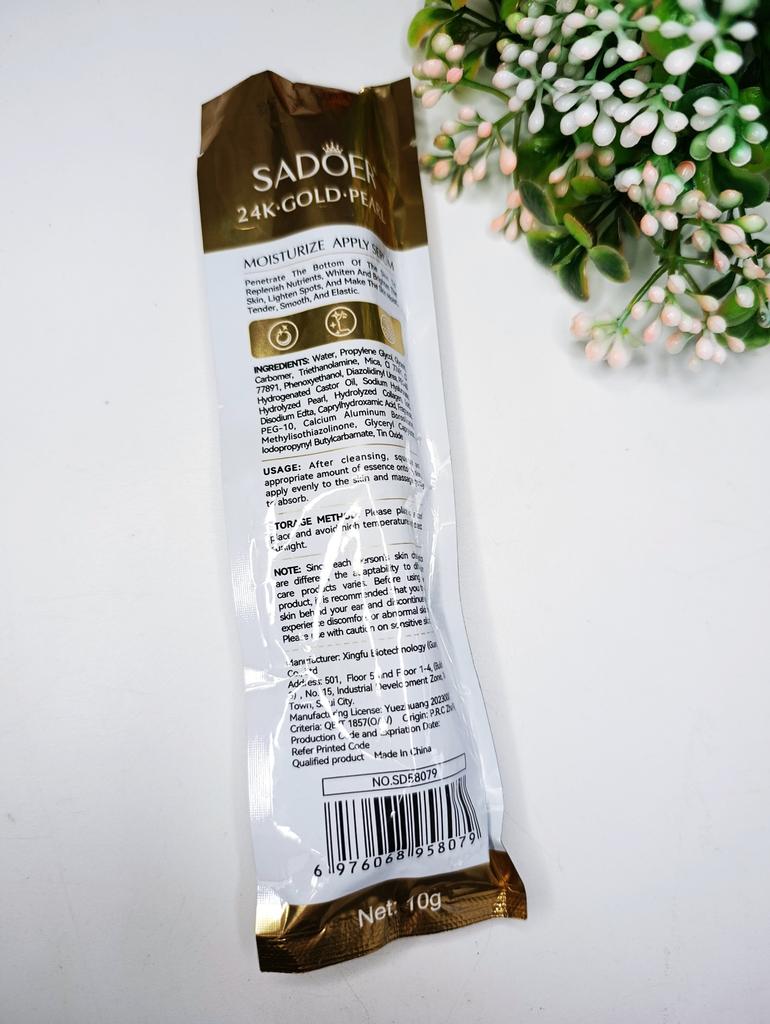 SADOER
24K·GOLD·PEARL
MOISTURIZE APPLY SERUM
Penetrate The Bottom Of The
Replenish Nutrients, Whiten And
Skin, Lighten Spots, And Make The
Tender, Smooth, And Elastic.
INGREDIENTS: Water, Propylene Glycol,
Carbomer, Triethanolamine, Mica, CI
77891, Phenoxyethanol, Diazolidinyl Urea,
Hydrogenated Castor Oil, Sodium
Hydrolyzed Pearl, Hydrolyzed Collagen,
Disodium Edta, Caprylhydroxamic Acid,
PEG-10, Calcium Aluminum
Methylisothiazolinone, Glyceryl
Iodopropynyl Butylcarbamate, Tin Oxide
USAGE: After cleansing,
appropriate amount of essence
apply evenly to the skin and massage
to absorb.
STORAGE METHOD: Please
place and avoid high temperature
sunlight.
NOTE: Since each person's skin
are different, the adaptability to
care products varies. Before using
product, it is recommended that you
skin behind your ear and discontinue
experience discomfort or abnormal
Please use with caution on sensitive
Manufacturer: Xingfu Biotechnology
Co., Ltd
Address: 501, Floor 5 and Floor 1-4,
No. 15, Industrial Development Zone,
Town, City.
Manufacturing License: Yuezhuang
Criteria: QB/T 1857(O/W) Origin: P.R.C
Production Code and Expriation Date:
Refer Printed Code
Qualified product Made In China
NO.SD58079
6 976068 958079
Net: 10g